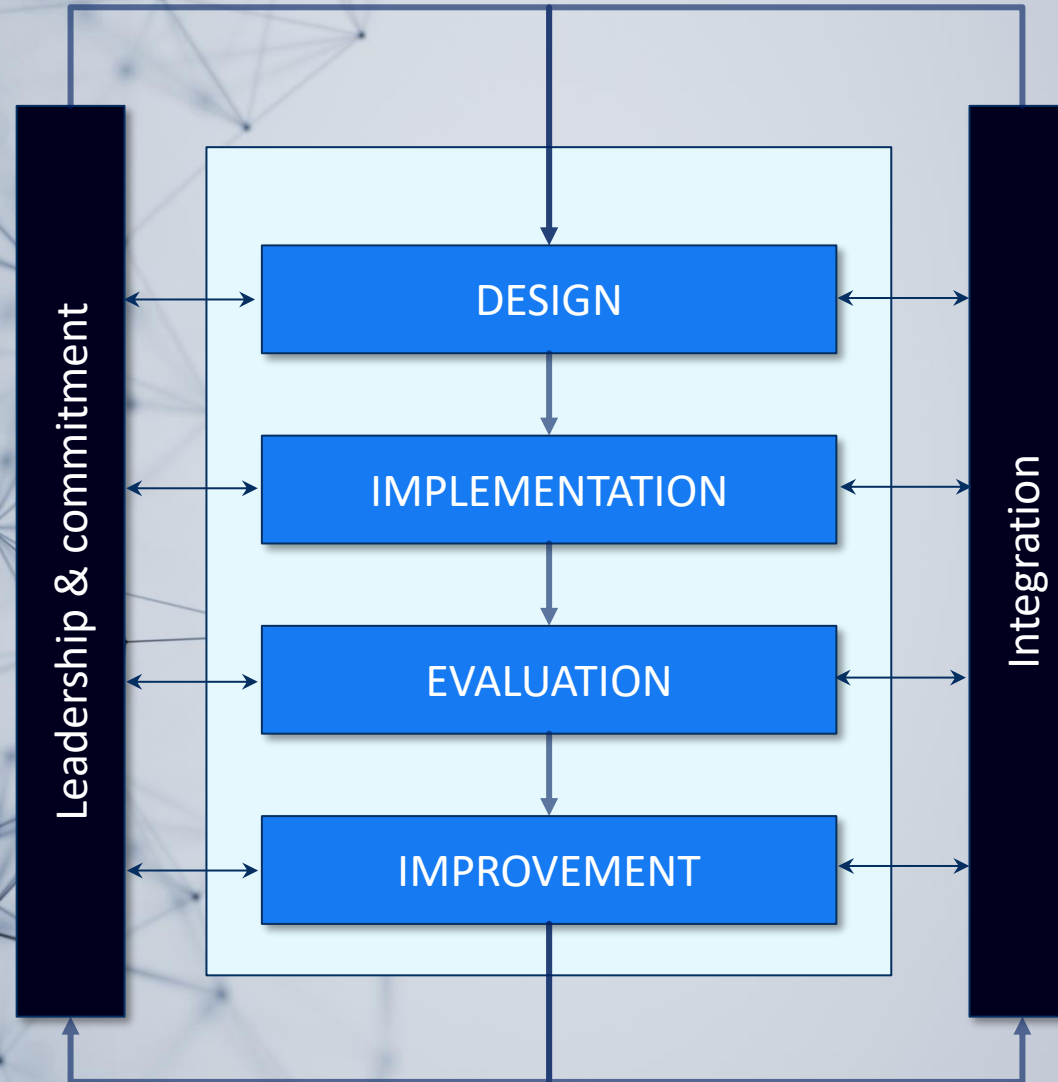 Leadership & commitment
DESIGN
IMPLEMENTATION
EVALUATION
IMPROVEMENT
Integration